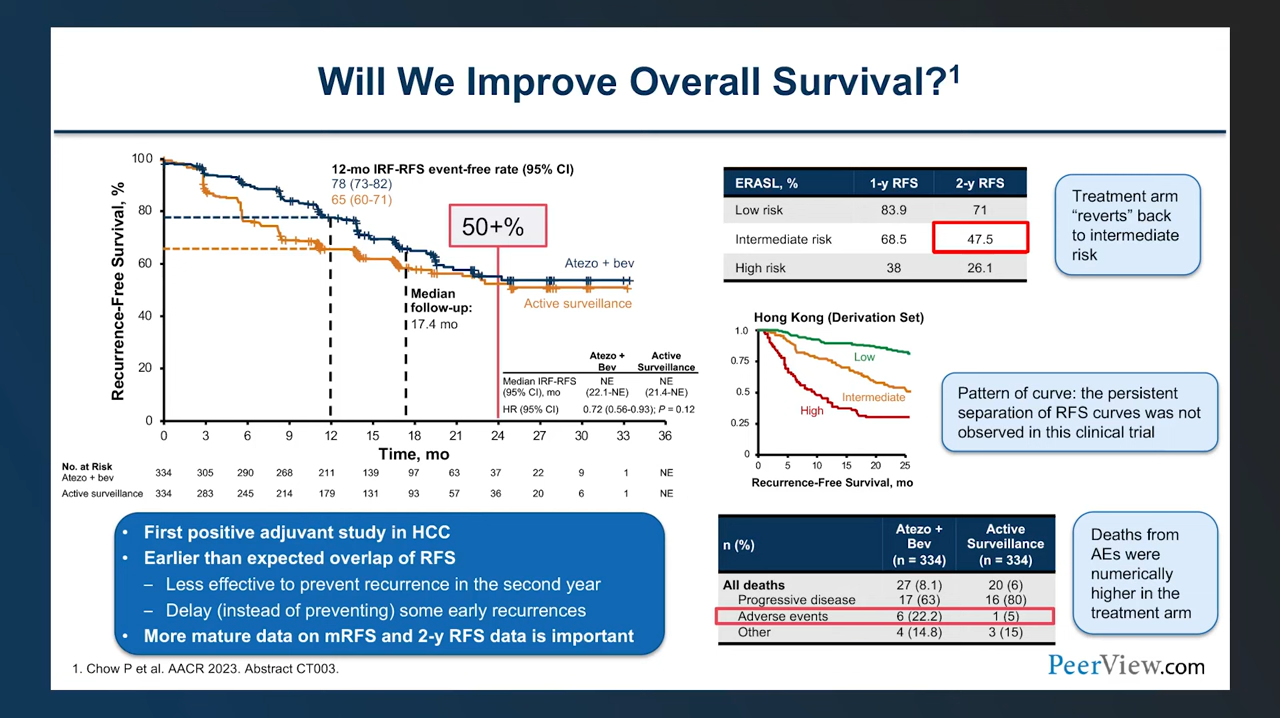 Will We Improve Overall Survival?1
Recurrence-Free Survival, %
100
80
60
40
20
0
12-mo IRF-RFS event-free rate (95% CI)
78 (73-82)
65 (60-71)
50+%
Atezo + bev
Active surveillance
Median
follow-up:
17.4 mo
Atezo +
Bev
Active
Surveillance
Median IRF-RFS
(95% CI), mo
NE
(22.1-NE)
NE
(21.4-NE)
HR (95% CI) 0.72 (0.56-0.93); P = 0.12
0 3 6 9 12 15 18 21 24 27 30 33 36
Time, mo
No. at Risk
Atezo + bev 334 305 290 268 211 139 97 63 37 22 9 1 NE
Active surveillance 334 283 245 214 179 131 93 57 36 20 6 1 NE
ERASL, % 1-y RFS 2-y RFS
Low risk 83.9 71
Intermediate risk 68.5 47.5
High risk 38 26.1
Treatment arm
“reverts” back
to intermediate
risk
Hong Kong (Derivation Set)
1.0
0.75
0.5
0.25
0
Low
Intermediate
High
0 5 10 15 20 25
Recurrence-Free Survival, mo
Pattern of curve: the persistent
separation of RFS curves was not
observed in this clinical trial
• First positive adjuvant study in HCC
• Earlier than expected overlap of RFS
– Less effective to prevent recurrence in the second year
– Delay (instead of preventing) some early recurrences
• More mature data on mRFS and 2-y RFS data is important
n (%)
Atezo +
Bev
(n = 334)
Active
Surveillance
(n = 334)
All deaths 27 (8.1) 20 (6)
Progressive disease 17 (63) 16 (80)
Adverse events 6 (22.2) 1 (5)
Other 4 (14.8) 3 (15)
Deaths from
AEs were
numerically
higher in the
treatment arm
1. Chow P et al. AACR 2023. Abstract CT003.
PeerView.com